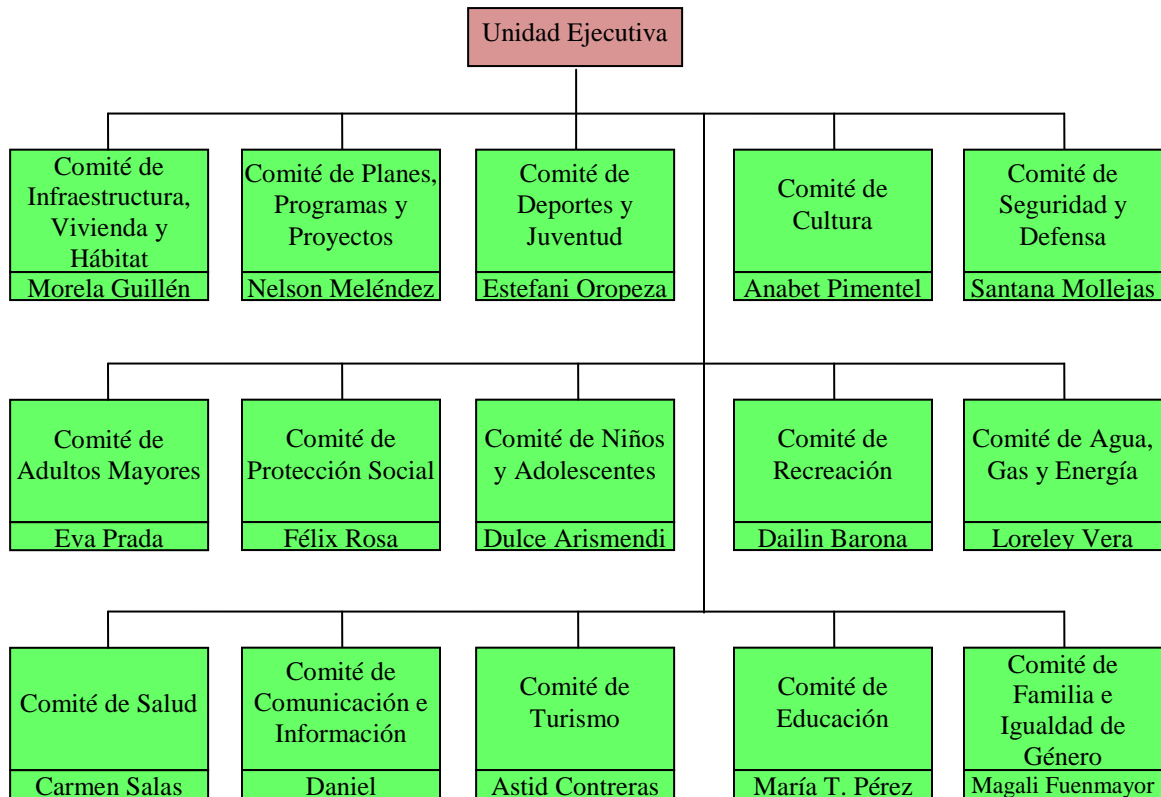 Unidad Ejecutiva
Comité de
Infraestructura,
Vivienda y
Hábitat
Morela Guillén
Comité de Planes,
Programas y
Proyectos
Nelson Meléndez
Comité de
Deportes y
Juventud
Estefani Oropeza
Comité de
Cultura
Anabet Pimentel
Comité de
Seguridad y
Defensa
Santana Mollejas
Comité de
Adultos Mayores
Eva Prada
Comité de
Protección Social
Félix Rosa
Comité de Niños
y Adolescentes
Dulce Arismendi
Comité de
Recreación
Dailin Barona
Comité de Agua,
Gas y Energía
Loreley Vera
Comité de Salud
Carmen Salas
Comité de
Comunicación e
Información
Daniel
Comité de
Turismo
Astid Contreras
Comité de
Educación
María T. Pérez
Comité de
Familia e
Igualdad de
Género
Magali Fuenmayor